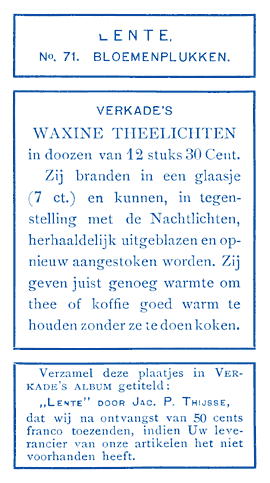 LENTE.
No. 71. BLOEMENPLUKKEN.
VERKADE'S
WAXINE THEELICHTEN
in doozen van 12 stuks 30 Cent.
Zij branden in een glaasje
(7 ct.) en kunnen, in tegen-
stelling met de Nachtlichten,
herhaaldelijk uitgeblazen en op-
nieuw aangestoken worden. Zij
geven juist genoeg warmte om
thee of koffie goed warm te
houden zonder ze te doen koken.
Verzamel deze plaatjes in VER-
KADE'S ALBUM getiteld:
„LENTE" DOOR JAC. P. THIJSSE,
dat wij na ontvangst van 50 cents
franco toezenden, indien Uw leve-
rancier van onze artikelen het niet
voorhanden heeft.